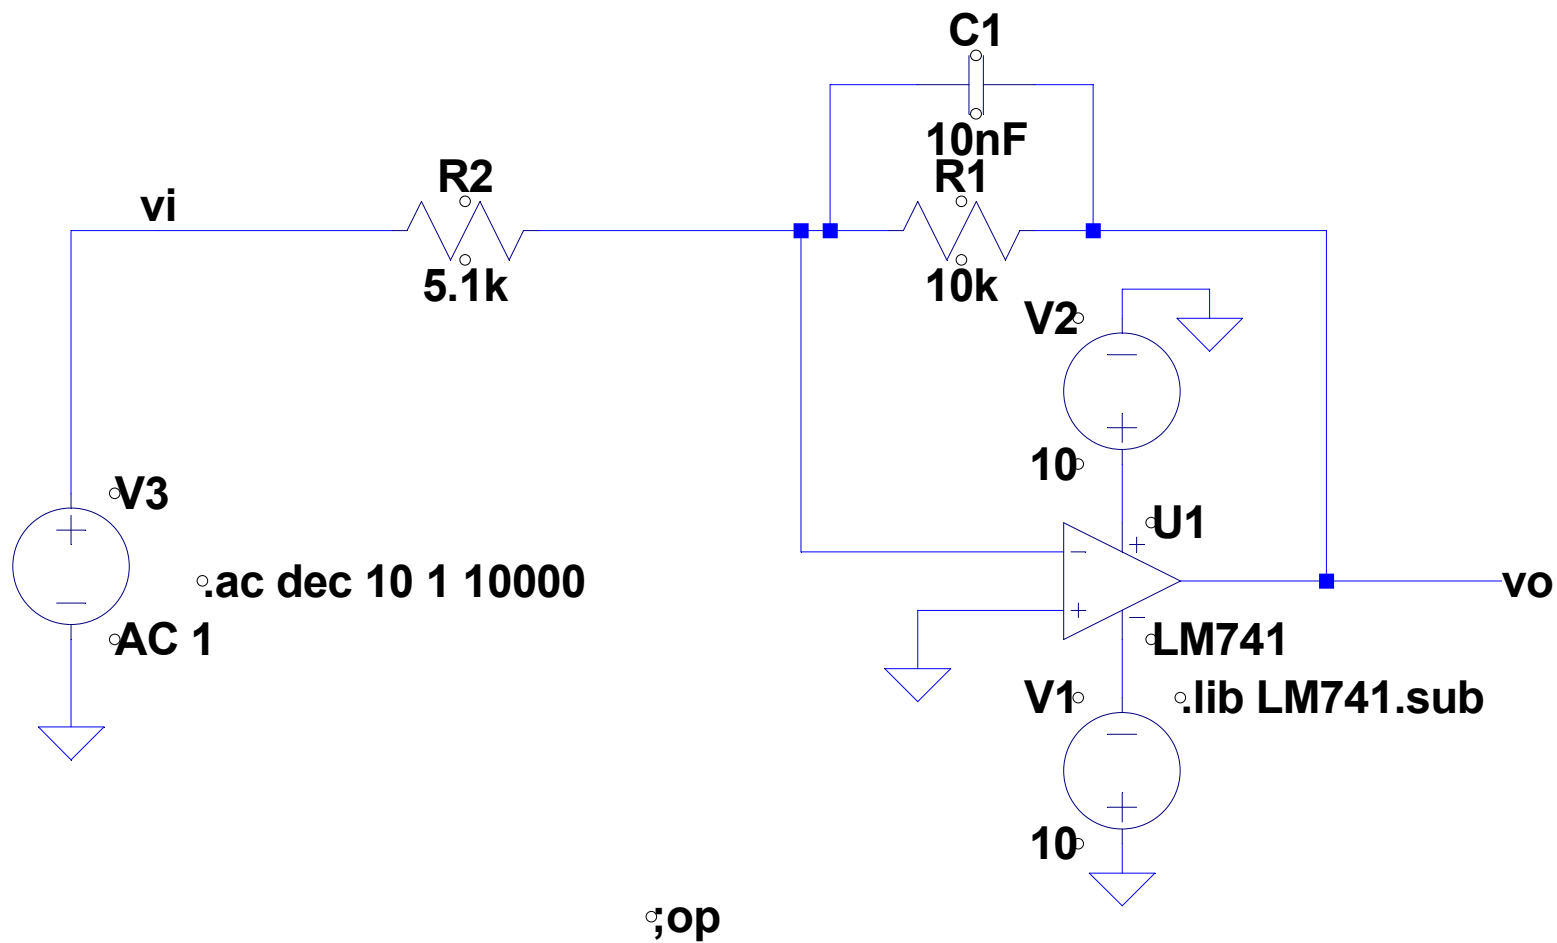 C1
10nF
R2
R1
vi
5.1k
10k
V2
10
V3
U1
.ac dec 10 1 10000
vo
AC 1
LM741
V1
.lib LM741.sub
10
;op